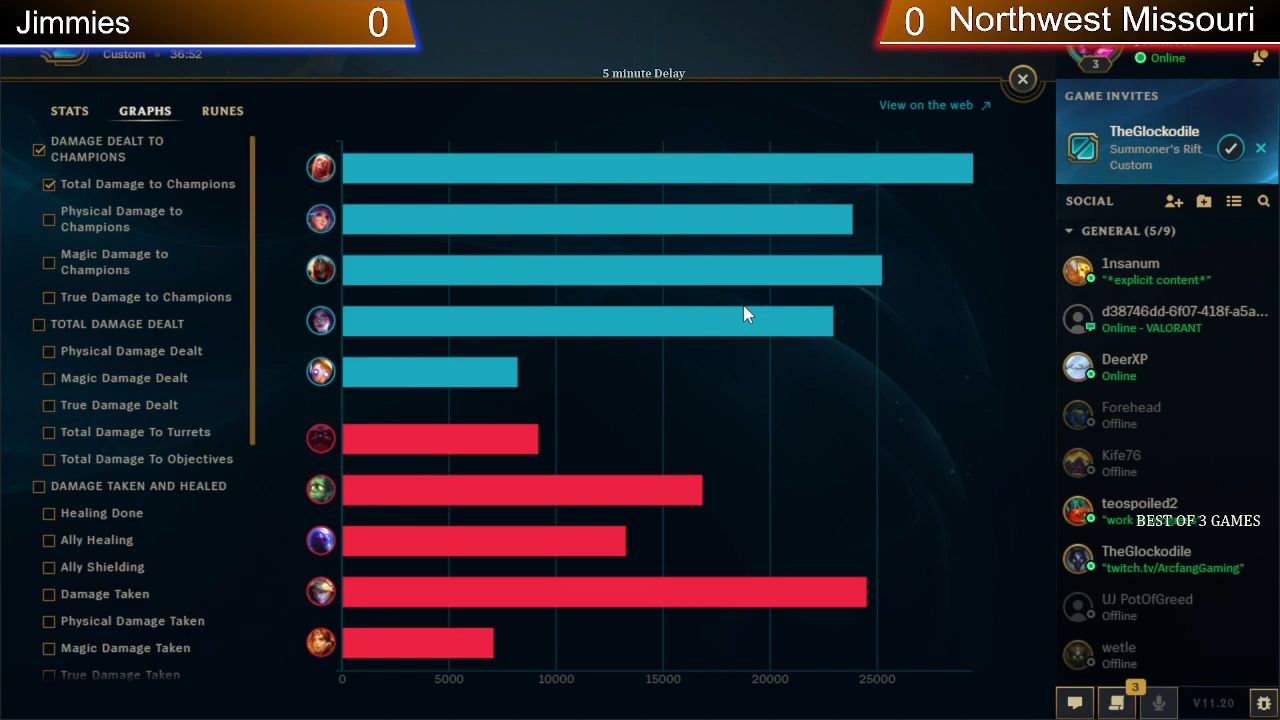 Jimmies
0
0
Northwest Missouri
Custom • 36:52
5 minute Delay
3
Online
STATS
GRAPHS
RUNES
View on the web
DAMAGE DEALT TO
CHAMPIONS
Total Damage to Champions
Physical Damage to
Champions
Magic Damage to
Champions
True Damage to Champions
TOTAL DAMAGE DEALT
Physical Damage Dealt
Magic Damage Dealt
True Damage Dealt
Total Damage To Turrets
Total Damage To Objectives
DAMAGE TAKEN AND HEALED
Healing Done
Ally Healing
Ally Shielding
Damage Taken
Physical Damage Taken
Magic Damage Taken
True Damage Taken
0
5000
10000
15000
20000
25000
GAME INVITES
TheGlockodile
Summoner's Rift
Custom
SOCIAL
GENERAL (5/9)
1nsanum
"*explicit content*"
d38746dd-6f07-418f-a5a...
Online - VALORANT
DeerXP
Online
Forehead
Offline
Kife76
Offline
teospoiled2
"work
BEST OF 3 GAMES
TheGlockodile
"twitch.tv/ArcfangGaming"
UJ PotOfGreed
Offline
wetle
Offline
3
V11.20